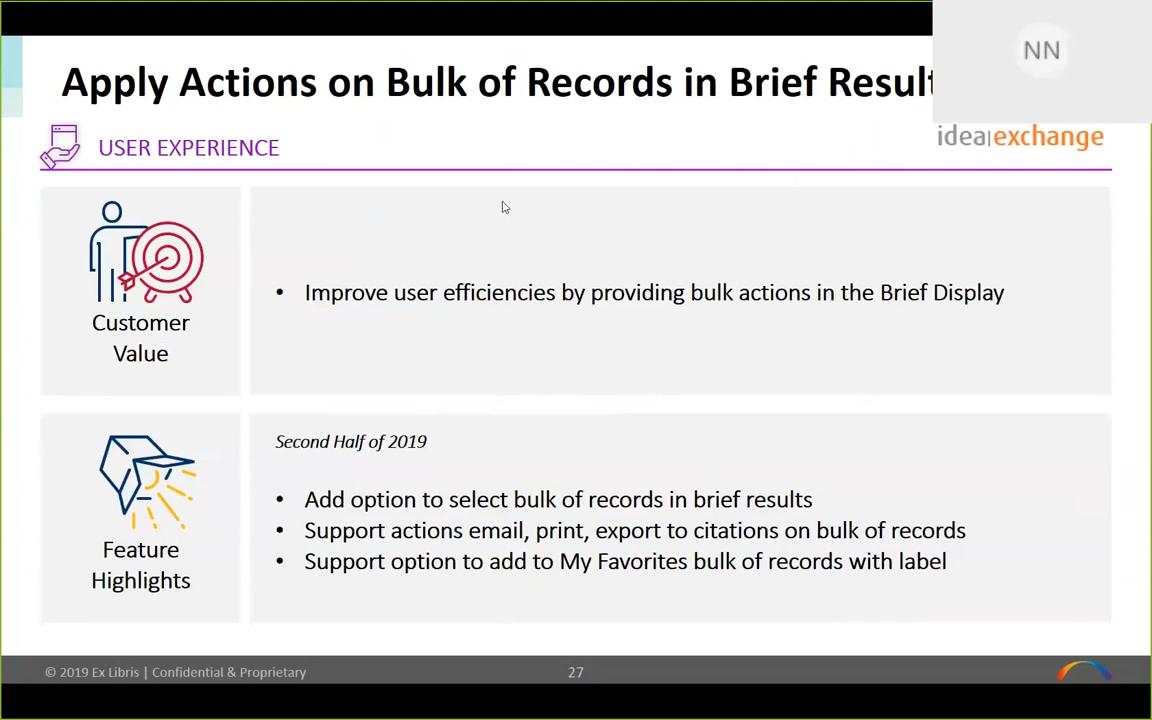 NN
Apply Actions on Bulk of Records in Brief Result
USER EXPERIENCE
idea|exchange
Customer
Value
• Improve user efficiencies by providing bulk actions in the Brief Display
Second Half of 2019
• Add option to select bulk of records in brief results
• Support actions email, print, export to citations on bulk of records
• Support option to add to My Favorites bulk of records with label
Feature
Highlights
© 2019 Ex Libris | Confidential & Proprietary
27